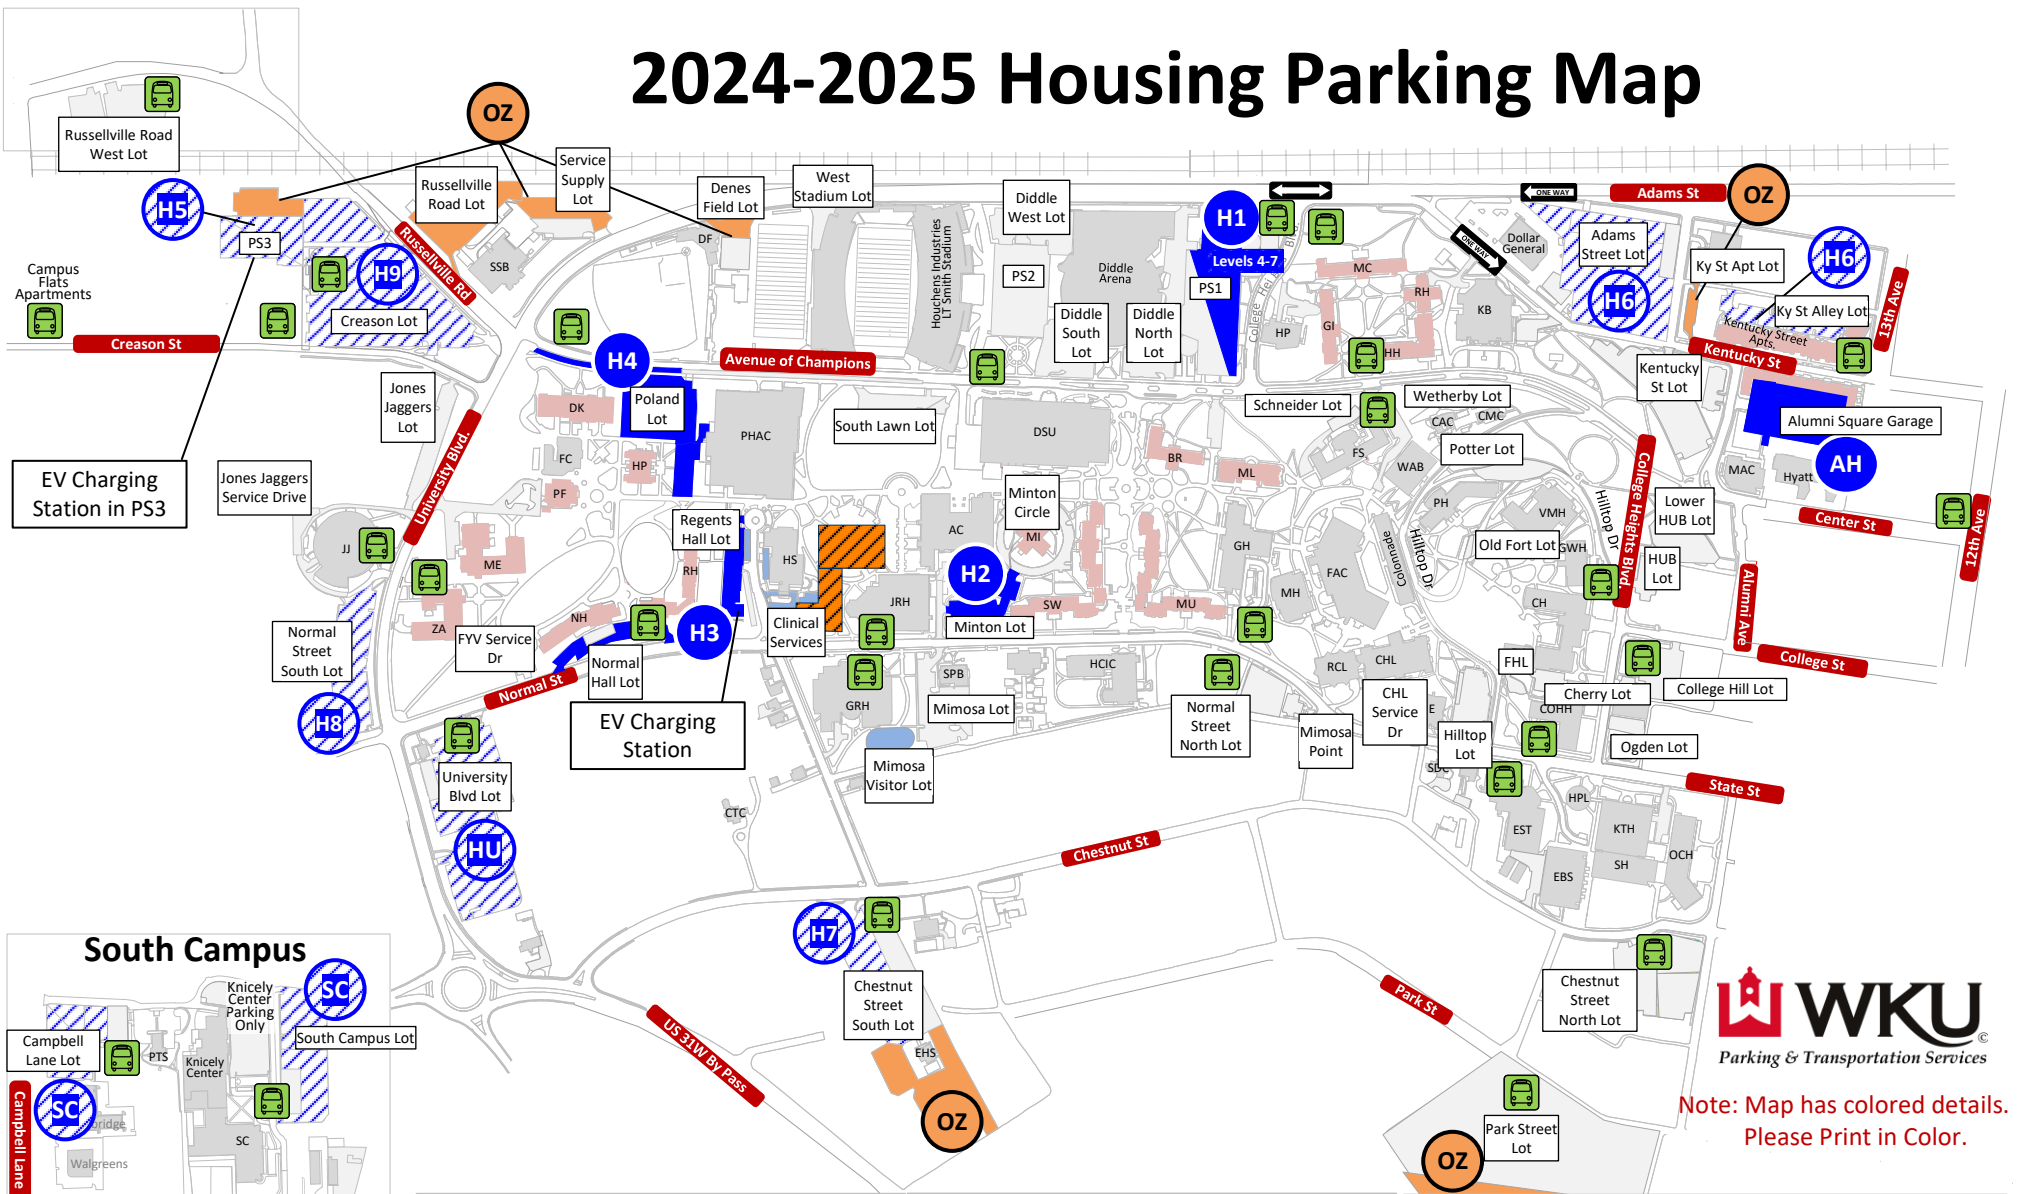 2024-2025 Housing Parking Map
OZ
Russellville Road
West Lot
H5
PS3
H9
Creason Lot
Campus
Flats
Apartments
Creason St
Russellville
Road Lot
Russellville Rd
SSB
Service
Supply
Lot
Denes
Field Lot
DF
West
Stadium Lot
Houchens Industries
LT Smith Stadium
Diddle
West Lot
PS2
Diddle
Arena
Diddle
South
Lot
Diddle
North
Lot
H1
Levels 4-7
PS1
College Hei
Blvd
HP
MC
RH
GI
HH
KB
ONE WAY
ONE WAY
Adams St
OZ
Dollar
General
Adams
Street Lot
H6
Ky St Apt Lot
H6
Ky St Alley Lot
Kentucky Street
Apts.
13th Ave
Kentucky St
Kentucky
St Lot
Alumni Square Garage
AH
MAC
Hyatt
Center St
12th Ave
H4
Avenue of Champions
Poland
Lot
Jones
Jaggers
Lot
University Blvd.
DK
FC
HP
PF
PHAC
South Lawn Lot
DSU
BR
ML
Schneider Lot
Wetherby Lot
CAC
CMC
Potter Lot
FS
WAB
PH
VMH
GWH
Old Fort Lot
Hilltop Dr
Hilltop Dr
Colonnade
College Heights Blvd
Lower
HUB Lot
HUB
Lot
Alumni Ave
College St
EV Charging
Station in PS3
Jones Jaggers
Service Drive
JJ
ME
ZA
FYV Service
Dr
NH
RH
Regents
Hall Lot
HS
H3
Normal
Hall Lot
Normal St
Clinical
Services
JRH
AC
Minton
Circle
MI
H2
Minton Lot
SW
MU
GH
MH
FAC
CH
Normal
Street
South Lot
H8
EV Charging
Station
GRH
SPB
Mimosa Lot
HCIC
Mimosa
Visitor Lot
Normal
Street
North Lot
Mimosa
Point
RCL
CHL
CHL
Service
Dr
E
FHL
Cherry Lot
COHH
College Hill Lot
Hilltop
Lot
SDC
Ogden Lot
State St
University
Blvd Lot
HU
CTC
Chestnut St
HPL
EST
KTH
SH
EBS
OCH
H7
Chestnut
Street
South Lot
EHS
OZ
US 31W By Pass
Park St
Chestnut
Street
North Lot
Park Street
Lot
OZ
South Campus
SC
Knicely
Center
Parking
Only
South Campus Lot
Campbell
Lane Lot
PTS
Knicely
Center
SC
SC
Campbell Lane
bridge
Walgreens
WKU
©
Parking & Transportation Services
Note: Map has colored details.
Please Print in Color.